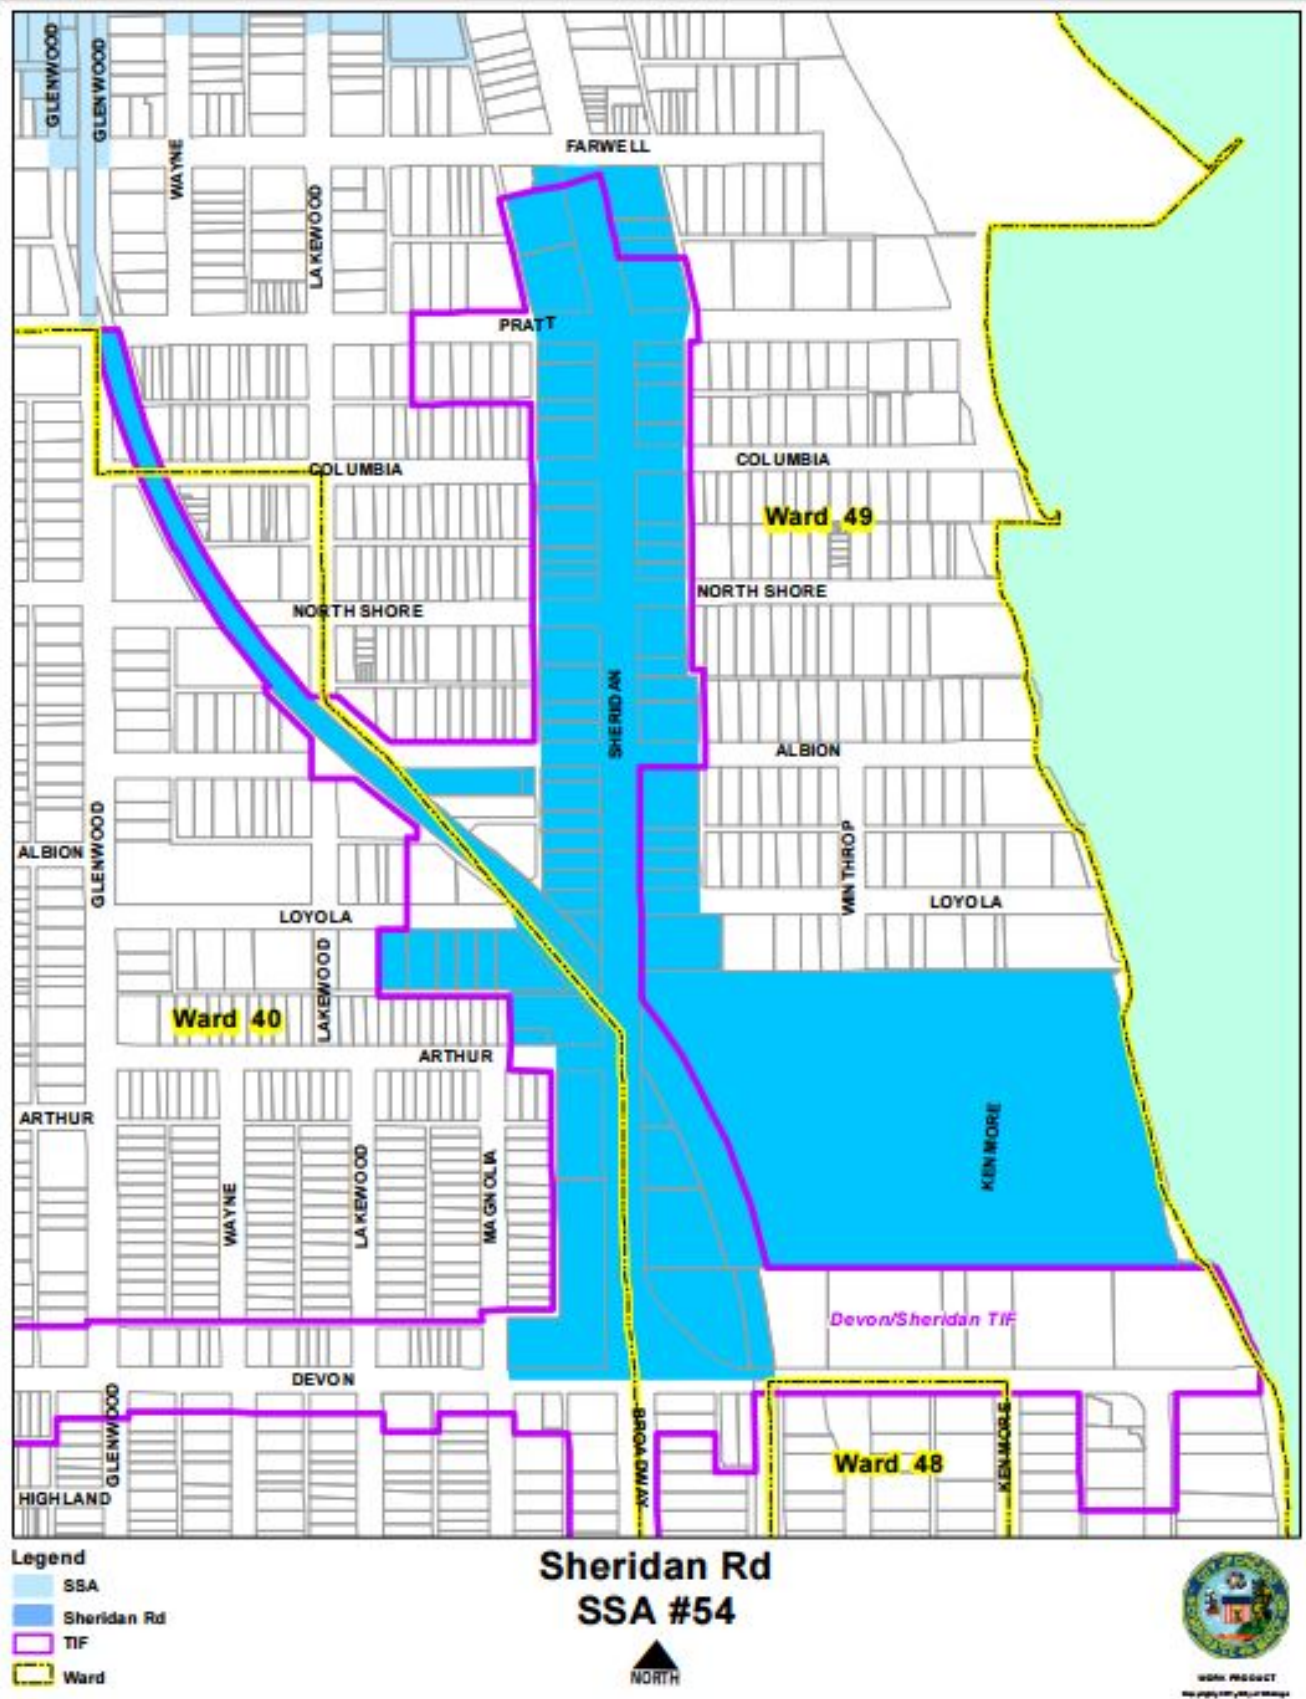 GLENWOOD
GLENWOOD
WAYNE
FARWELL
LAKEWOOD
PRATT
COLUMBIA
COLUMBIA
Ward 49
NORTH SHORE
NORTH SHORE
SHERIDAN
ALBION
GLENWOOD
ALBION
WINTHROP
LOYOLA
LOYOLA
LAKEWOOD
Ward 40
ARTHUR
ARTHUR
KENMORE
WAYNE
LAKEWOOD
MAGNOLIA
Devon/Sheridan TIF
DEVON
GLENWOOD
BROADWAY
KENMORE
Ward 48
HIGHLAND
Legend
SSA
Sheridan Rd
TIF
Ward
Sheridan Rd
SSA #54
NORTH
WORK PRODUCT